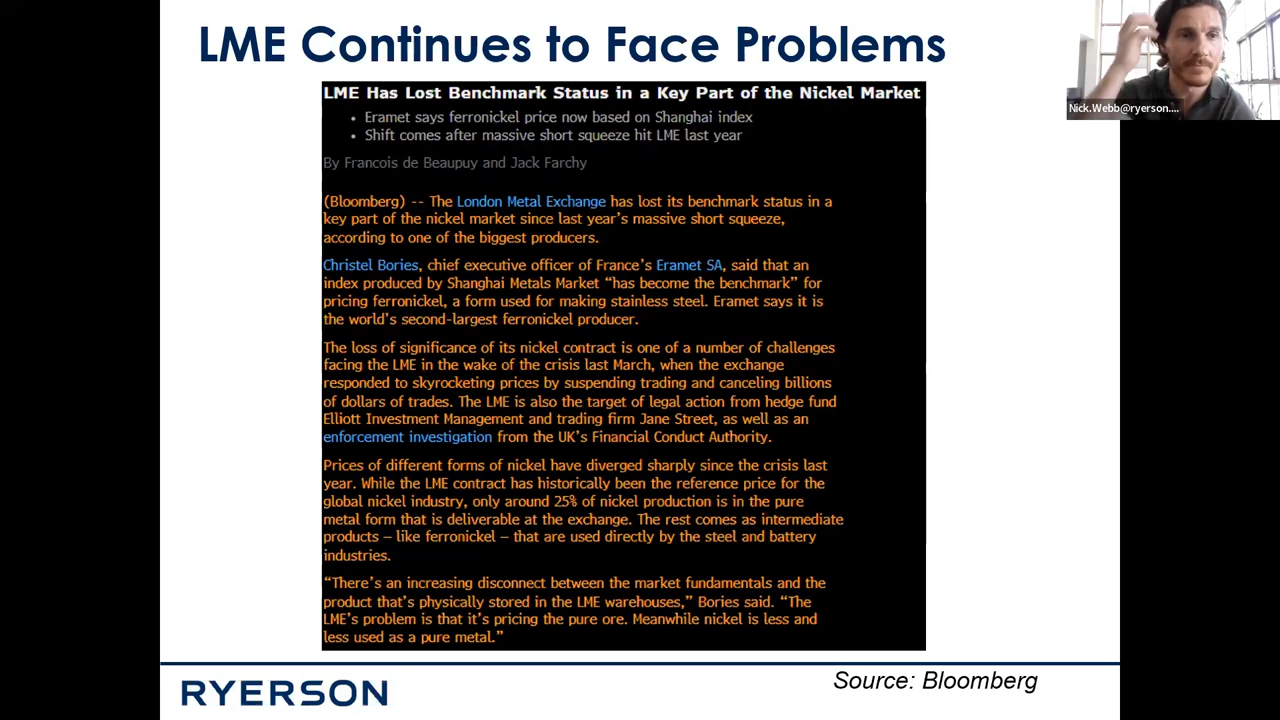 LME Continues to Face Problems
Nick.Webb@ryerson....
LME Has Lost Benchmark Status in a Key Part of the Nickel Market
• Eramet says ferronickel price now based on Shanghai index
• Shift comes after massive short squeeze hit LME last year
By Francois de Beaupuy and Jack Farchy
(Bloomberg) -- The London Metal Exchange has lost its benchmark status in a
key part of the nickel market since last year's massive short squeeze,
according to one of the biggest producers.
Christel Bories, chief executive officer of France's Eramet SA, said that an
index produced by Shanghai Metals Market “has become the benchmark” for
pricing ferronickel, a form used for making stainless steel. Eramet says it is
the world's second-largest ferronickel producer.
The loss of significance of its nickel contract is one of a number of challenges
facing the LME in the wake of the crisis last March, when the exchange
responded to skyrocketing prices by suspending trading and canceling billions
of dollars of trades. The LME is also the target of legal action from hedge fund
Elliott Investment Management and trading firm Jane Street, as well as an
enforcement investigation from the UK's Financial Conduct Authority.
Prices of different forms of nickel have diverged sharply since the crisis last
year. While the LME contract has historically been the reference price for the
global nickel industry, only around 25% of nickel production is in the pure
metal form that is deliverable at the exchange. The rest comes as intermediate
products – like ferronickel – that are used directly by the steel and battery
industries.
“There's an increasing disconnect between the market fundamentals and the
product that's physically stored in the LME warehouses,” Bories said. “The
LME's problem is that it's pricing the pure ore. Meanwhile nickel is less and
less used as a pure metal.”
RYERSON
Source: Bloomberg